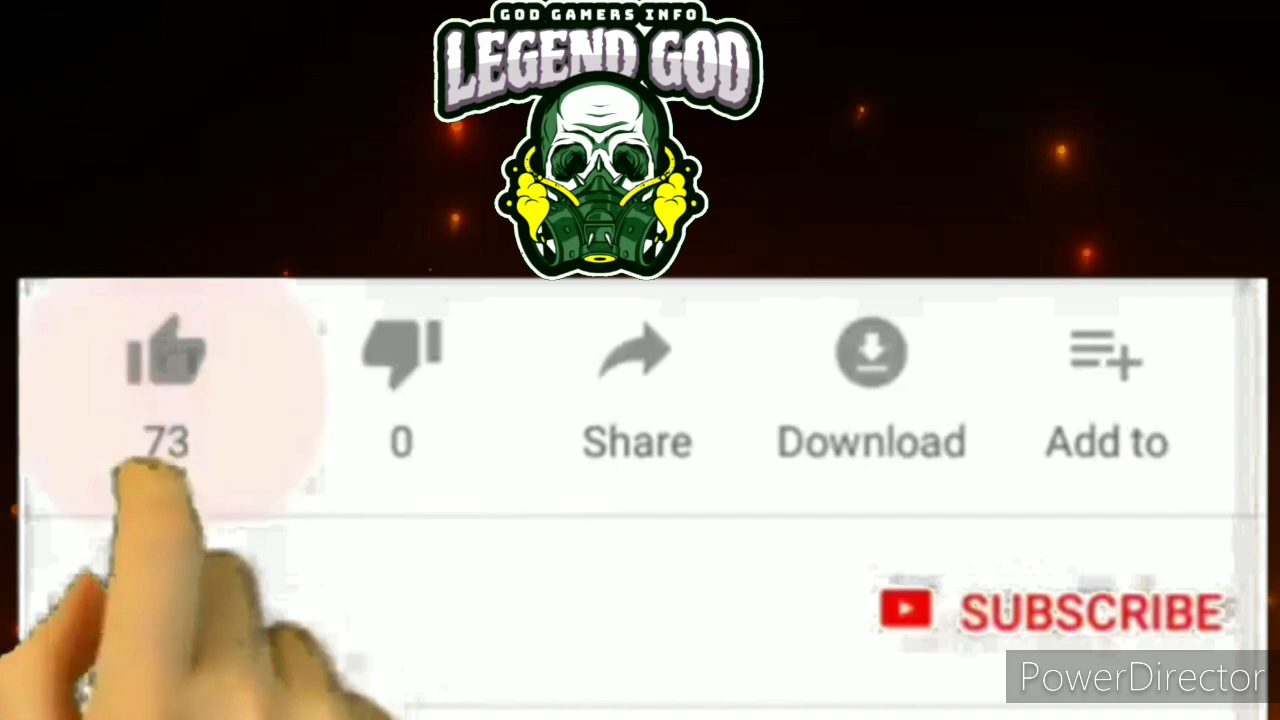 GOD GAMERS INFO
LEGEND GOD
73
0
Share
Download
Add to
SUBSCRIBE
PowerDirector